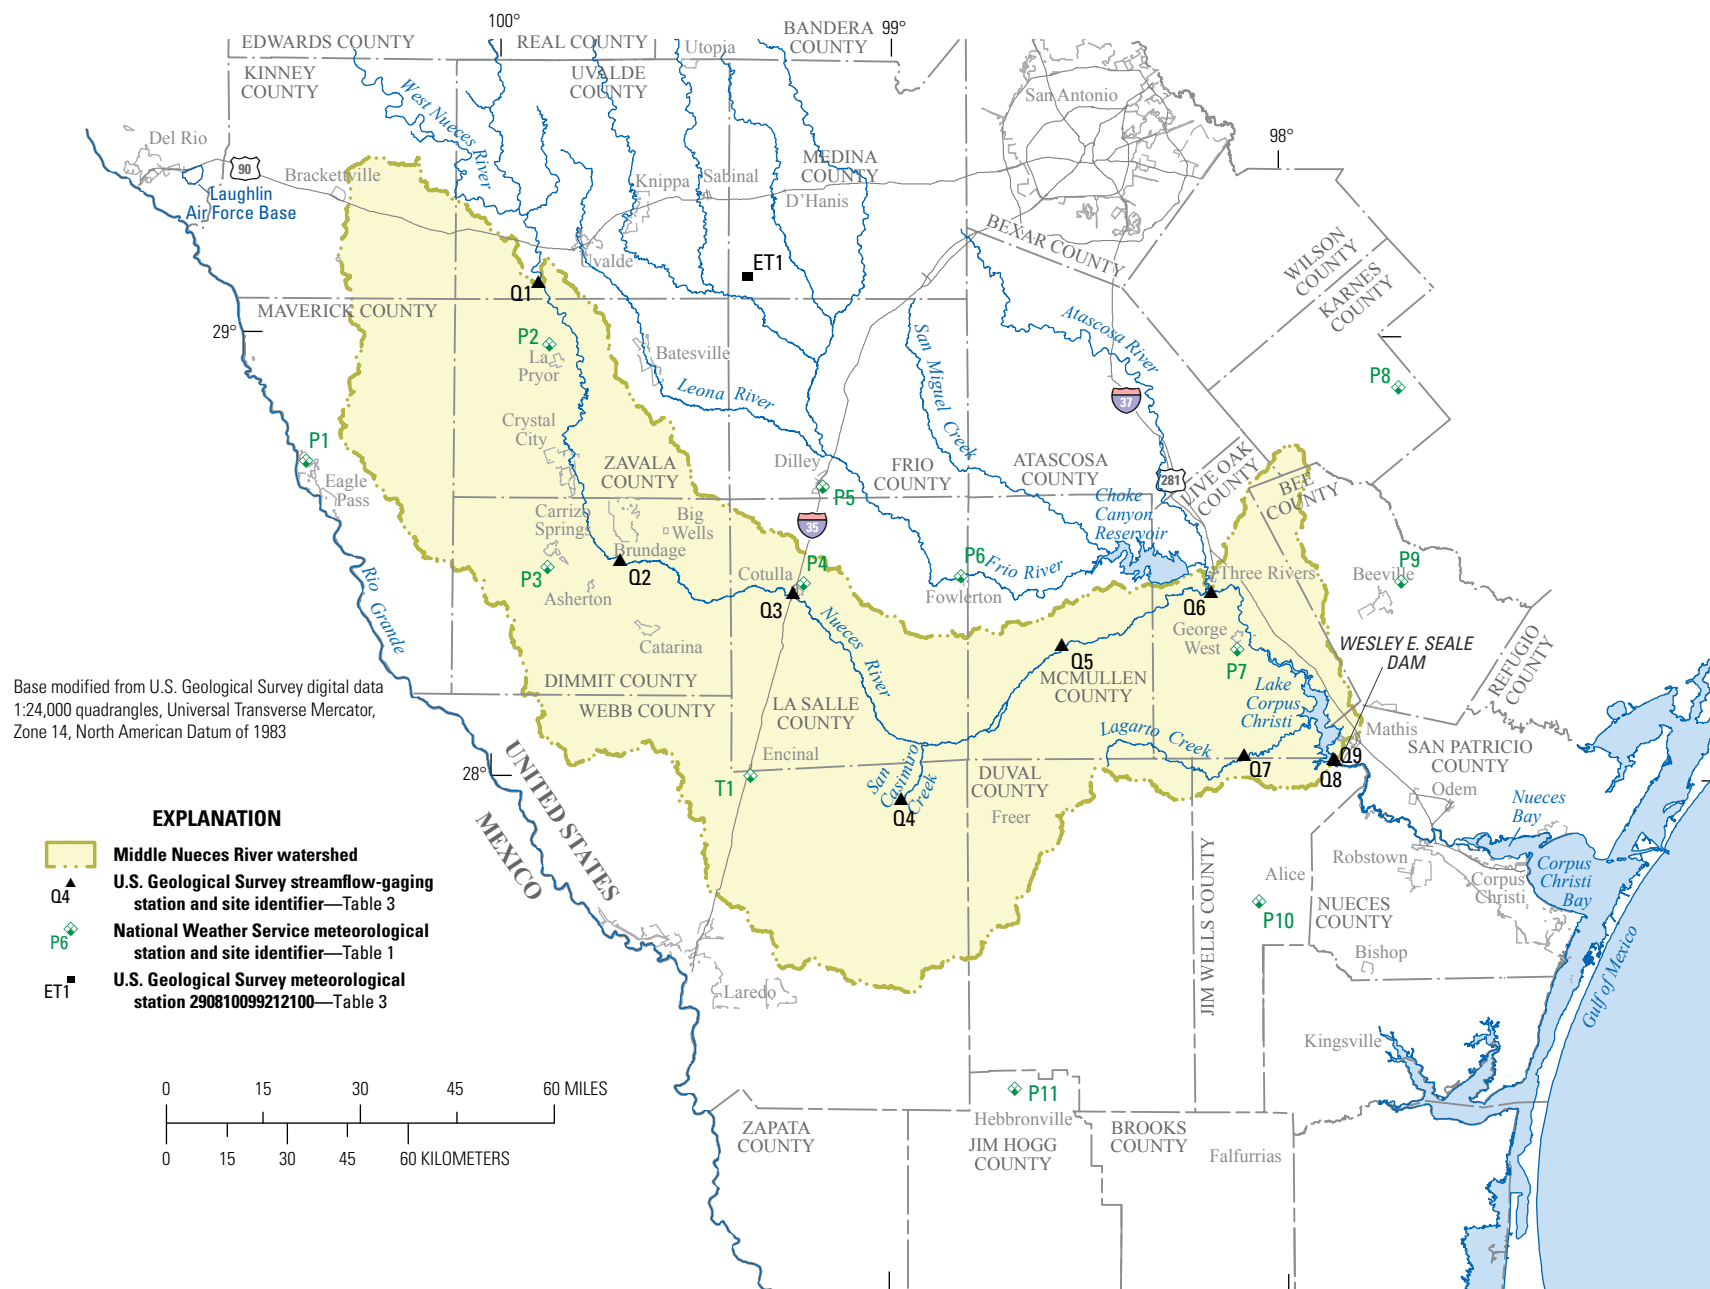 100°
99°
98°
EDWARDS COUNTY
REAL COUNTY
BANDERA
COUNTY
Utopia
KINNEY
COUNTY
UVALDE
COUNTY
West Nueces River
San Antonio
Del Rio
90
Brackettville
Laughlin
Air Force Base
Knippa
Sabinal
MEDINA
COUNTY
D'Hanis
Uvalde
ET1
BEXAR COUNTY
WILSON
COUNTY
KARNES
COUNTY
Q1
MAVERICK COUNTY
29°
P2
La
Pryor
Batesville
Leona River
San Miguel Creek
Atascosa River
37
P8
P1
Eagle
Pass
Crystal
City
ZAVALA
COUNTY
Dilley
P5
FRIO
COUNTY
ATASCOSA
COUNTY
281
LIVE OAK
COUNTY
BEE
COUNTY
Carrizo
Springs
Big
Wells
35
Choke
Canyon
Reservoir
Brundage
Q2
P3
Asherton
Cotulla
P4
Q3
P6
Frio River
Fowlerton
Three Rivers
Q6
Beeville
P9
Rio Grande
Catarina
Nueces River
Q5
MCMULLEN
COUNTY
George
West
P7
WESLEY E. SEALE
DAM
REFUGIO
COUNTY
Base modified from U.S. Geological Survey digital data
1:24,000 quadrangles, Universal Transverse Mercator,
Zone 14, North American Datum of 1983
DIMMIT COUNTY
WEBB COUNTY
LA SALLE
COUNTY
Lake
Corpus
Christi
Lagarto Creek
Mathis
SAN PATRICIO
COUNTY
Encinal
T1
28°
San
Casimiro
Creek
Q4
DUVAL
COUNTY
Freer
Q7
Q8
Q9
Odem
Nueces
Bay
UNITED STATES
MEXICO
EXPLANATION
Middle Nueces River watershed
Q4
U.S. Geological Survey streamflow-gaging
station and site identifier—Table 3
P6
National Weather Service meteorological
station and site identifier—Table 1
ET1
U.S. Geological Survey meteorological
station 290810099212100—Table 3
Robstown
Corpus
Christi
Corpus
Christi
Bay
Alice
P10
NUECES
COUNTY
JIM WELLS COUNTY
Bishop
Laredo
Gulf of Mexico
Kingsville
0 15 30 45 60 MILES
0 15 30 45 60 KILOMETERS
P11
Hebbronville
ZAPATA
COUNTY
JIM HOGG
COUNTY
BROOKS
COUNTY
Falfurrias